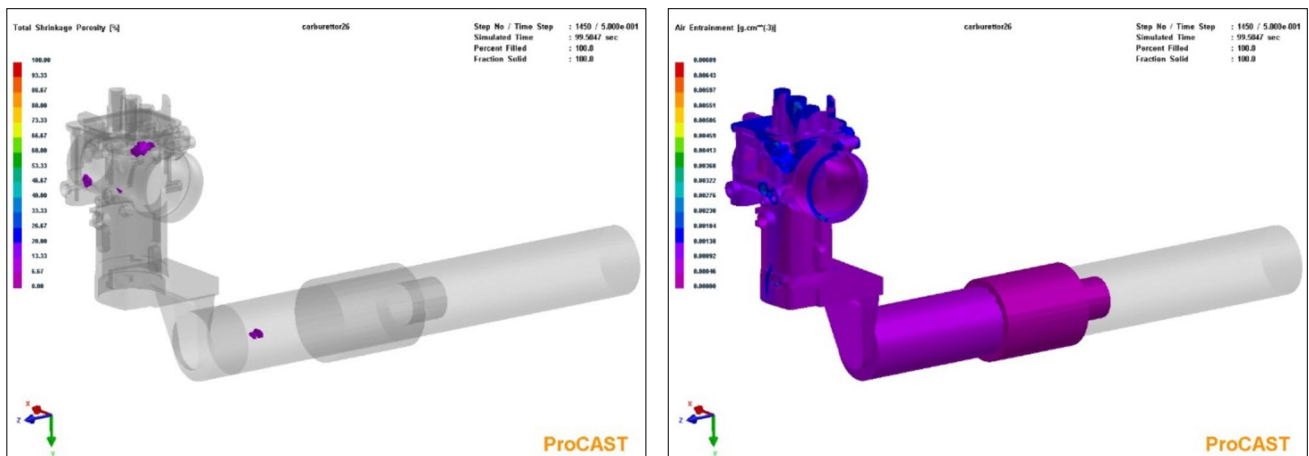 Total Shrinkage Porosity [%]
carburettor26
Step No / Time Step : 1450 / 5.000e-001
Simulated Time : 99.5047 sec
Percent Filled : 100.0
Fraction Solid : 100.0
100.00
93.33
86.67
80.00
73.33
66.67
60.00
53.33
46.67
40.00
33.33
26.67
20.00
13.33
6.67
0.00
X
Z
Y
ProCAST
Air Entrainment [g.cm**(-3)]
carburettor26
Step No / Time Step : 1450 / 5.000e-001
Simulated Time : 99.5047 sec
Percent Filled : 100.0
Fraction Solid : 100.0
0.00689
0.00643
0.00597
0.00551
0.00505
0.00459
0.00413
0.00368
0.00322
0.00276
0.00230
0.00184
0.00138
0.00092
0.00046
0.00000
X
Z
Y
ProCAST